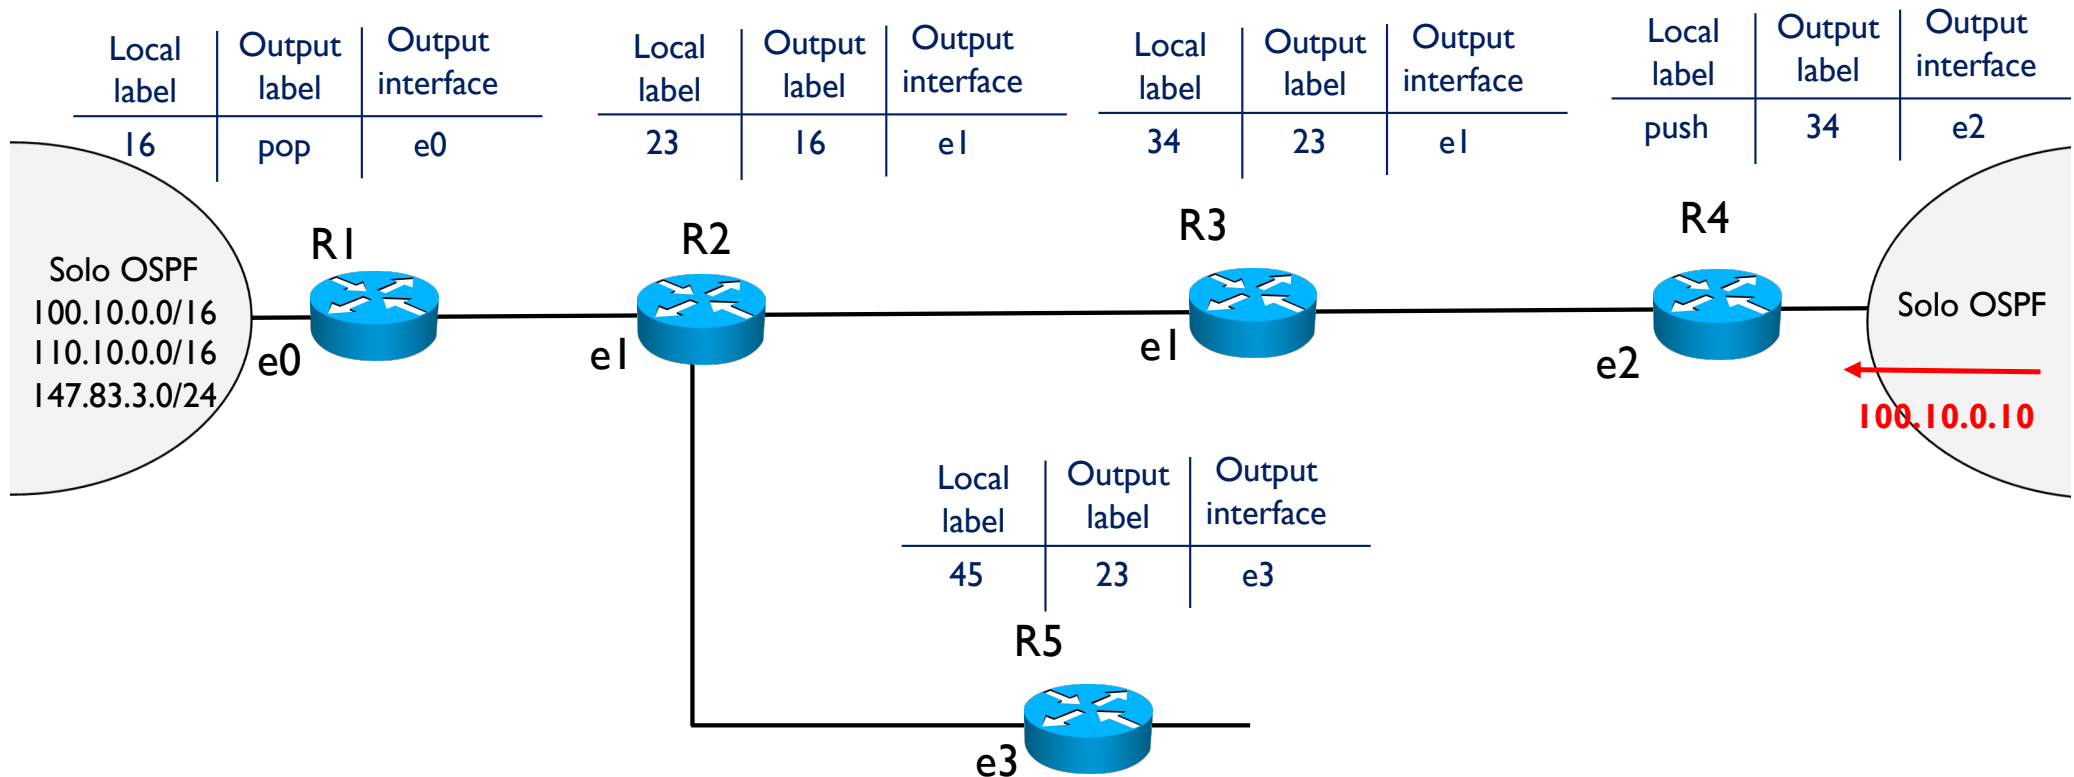 Local label Output label Output interface
16 pop e0
Local label Output label Output interface
23 16 e1
Local label Output label Output interface
34 23 e1
Local label Output label Output interface
push 34 e2
R1
R2
R3
R4
Solo OSPF
100.10.0.0/16
110.10.0.0/16
147.83.3.0/24
e0
e1
e1
e2
Solo OSPF
100.10.0.10
Local label Output label Output interface
45 23 e3
R5
e3